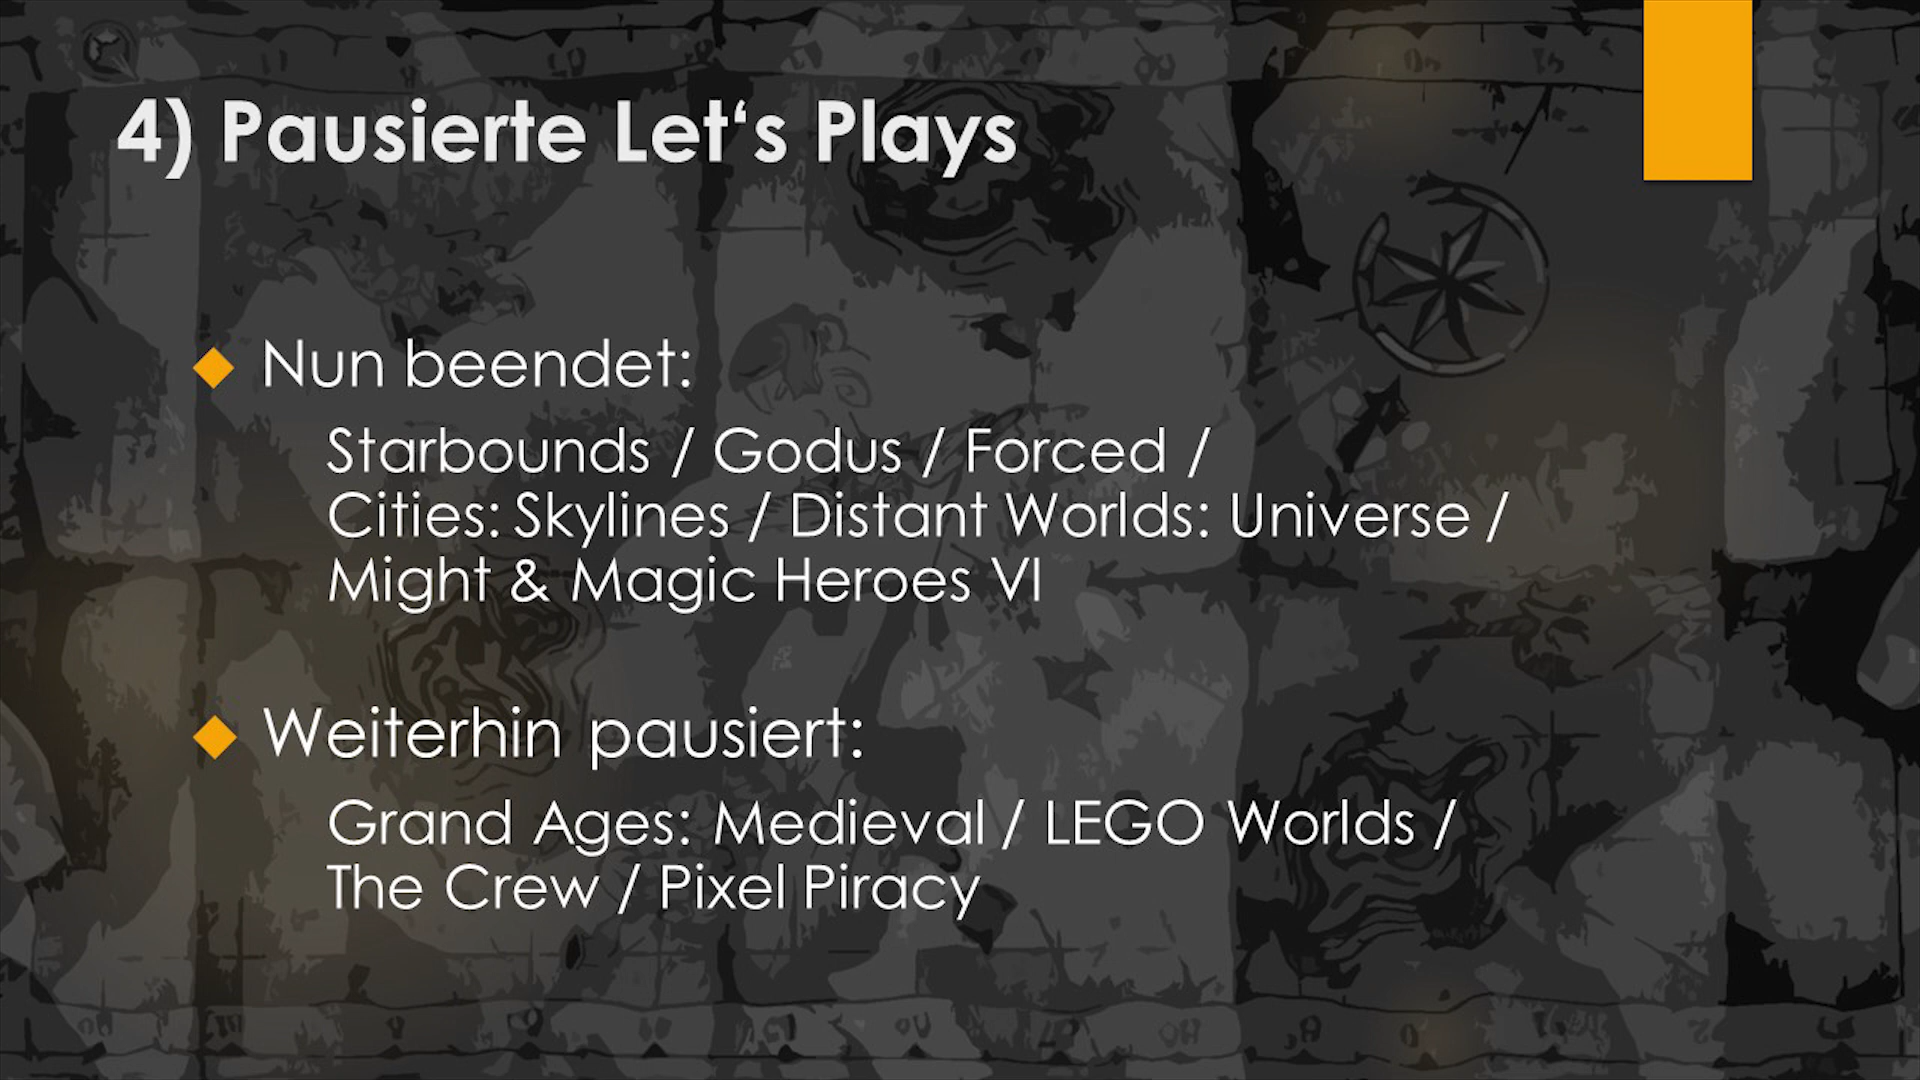 4) Pausierte Let‘s Plays
Nun beendet:
Starbounds / Godus / Forced /
Cities: Skylines / Distant Worlds: Universe /
Might & Magic Heroes VI
Weiterhin pausiert:
Grand Ages: Medieval / LEGO Worlds /
The Crew / Pixel Piracy